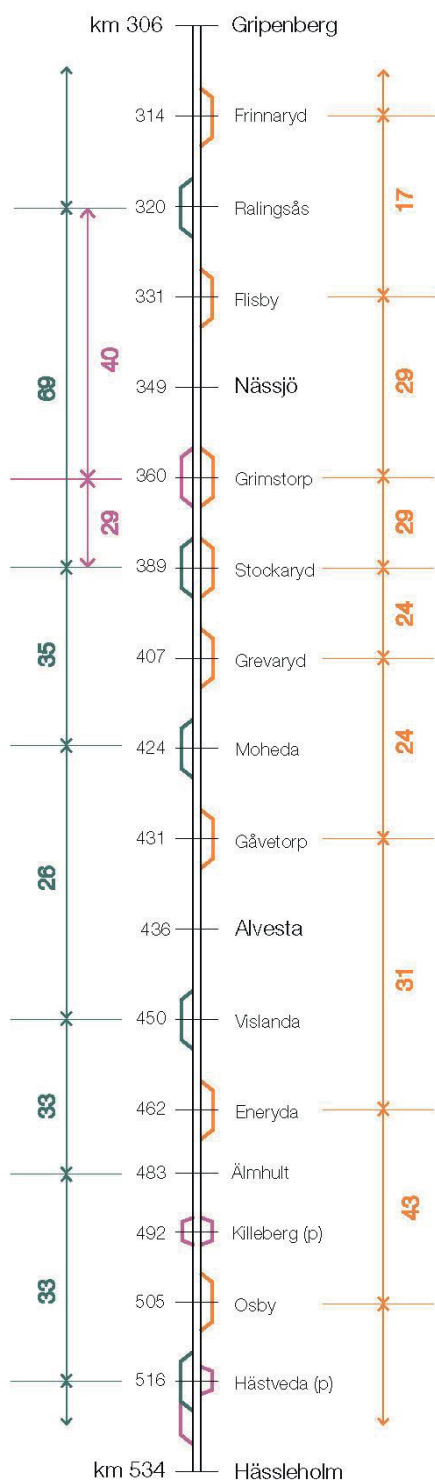 km 306 Gripenberg
314 Frinnaryd
17
320 Ralingsås
331 Flisby
40
69
349 Nässjö
29
360 Grimstorp
29
29
389 Stockaryd
24
35
407 Grevaryd
24
424 Moheda
431 Gåvetorp
26
436 Alvesta
31
450 Vislanda
33
462 Eneryda
483 Älmhult
43
492 Killeberg (p)
33
505 Osby
516 Hästveda (p)
km 534 Hässleholm